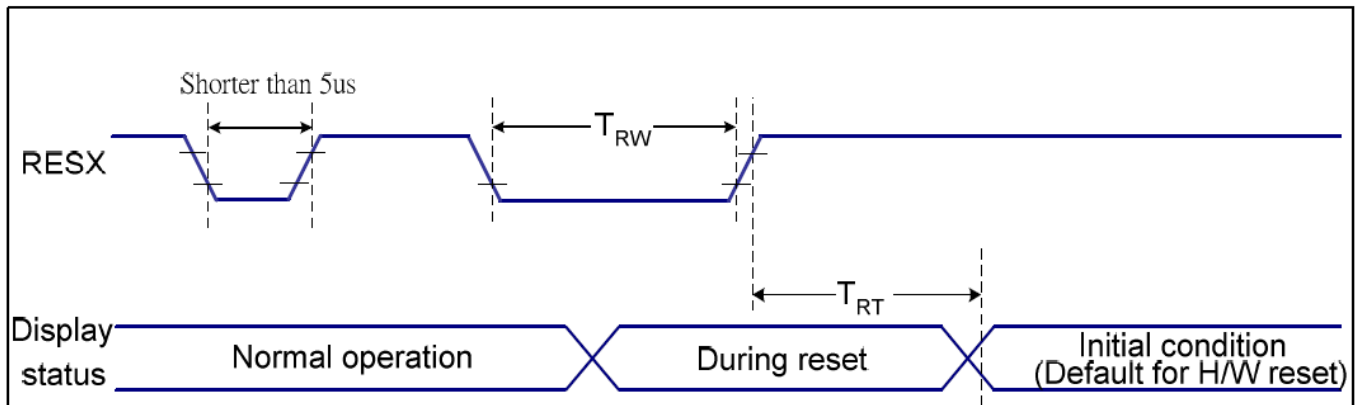 Shorter than 5us
RESX
TRW
TRT
Display
status
Normal operation
During reset
Initial condition
(Default for H/W reset)